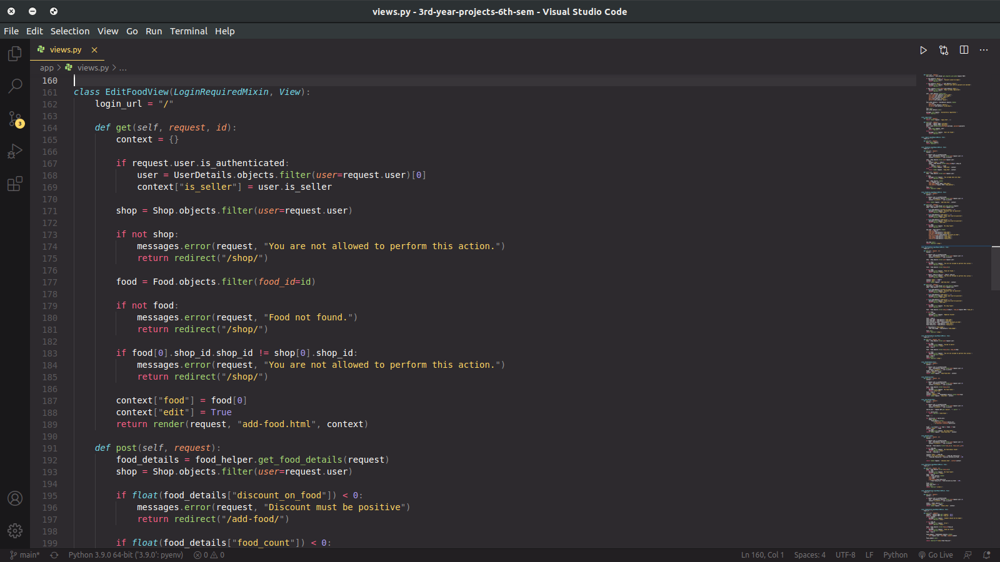 views.py - 3rd-year-projects-6th-sem - Visual Studio Code
File Edit Selection View Go Run Terminal Help
views.py
app > views.py > ...
160
161 class EditFoodView(LoginRequiredMixin, View):
162     login_url = "/"
163
164     def get(self, request, id):
165         context = {}
166
167         if request.user.is_authenticated:
168             user = UserDetails.objects.filter(user=request.user)[0]
169             context["is_seller"] = user.is_seller
170
171         shop = Shop.objects.filter(user=request.user)
172
173         if not shop:
174             messages.error(request, "You are not allowed to perform this action.")
175             return redirect("/shop/")
176
177         food = Food.objects.filter(food_id=id)
178
179         if not food:
180             messages.error(request, "Food not found.")
181             return redirect("/shop/")
182
183         if food[0].shop_id.shop_id != shop[0].shop_id:
184             messages.error(request, "You are not allowed to perform this action.")
185             return redirect("/shop/")
186
187         context["food"] = food[0]
188         context["edit"] = True
189         return render(request, "add-food.html", context)
190
191     def post(self, request):
192         food_details = food_helper.get_food_details(request)
193         shop = Shop.objects.filter(user=request.user)
194
195         if float(food_details["discount_on_food"]) < 0:
196             messages.error(request, "Discount must be positive")
197             return redirect("/add-food/")
198
199         if float(food_details["food_count"]) < 0:
3
main* Python 3.9.0 64-bit ('3.9.0': pyenv) 0 0 Ln 160, Col 1 Spaces: 4 UTF-8 LF Python Go Live